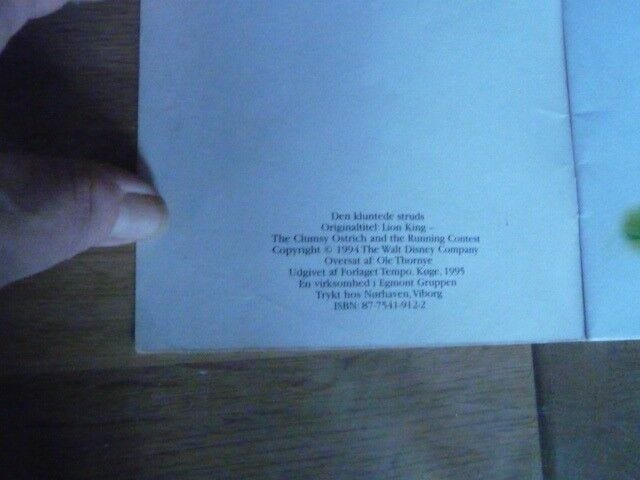 Den kluntede struds
Originaltitel: Lion King –
The Clumsy Ostrich and the Running Contest
Copyright © 1994 The Walt Disney Company
Oversat af: Ole Thornye
Udgivet af Forlaget Tempo, Køge, 1995
En virksomhed i Egmont Gruppen
Trykt hos Nørhaven, Viborg
ISBN: 87-7541-912-2